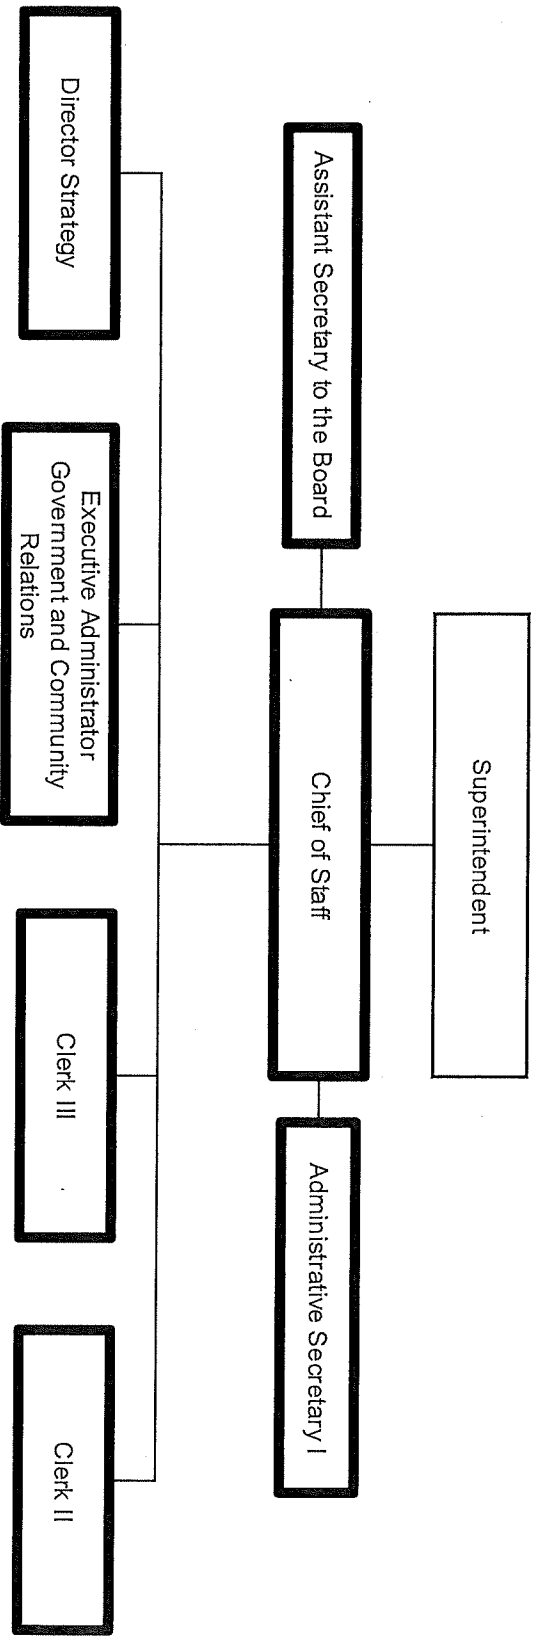 Superintendent
Assistant Secretary to the Board
Chief of Staff
Administrative Secretary I
Director Strategy
Executive Administrator
Government and Community
Relations
Clerk III
Clerk II